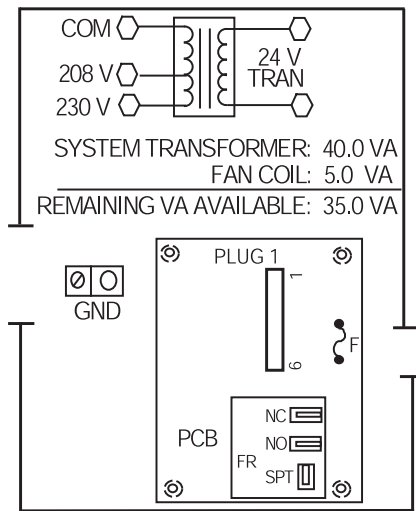 COM
208 V
230 V
24 V
TRAN
SYSTEM TRANSFORMER: 40.0 VA
FAN COIL: 5.0 VA
REMAINING VA AVAILABLE: 35.0 VA
GND
PLUG 1
1
6
F
PCB
FR
NC
NO
SPT